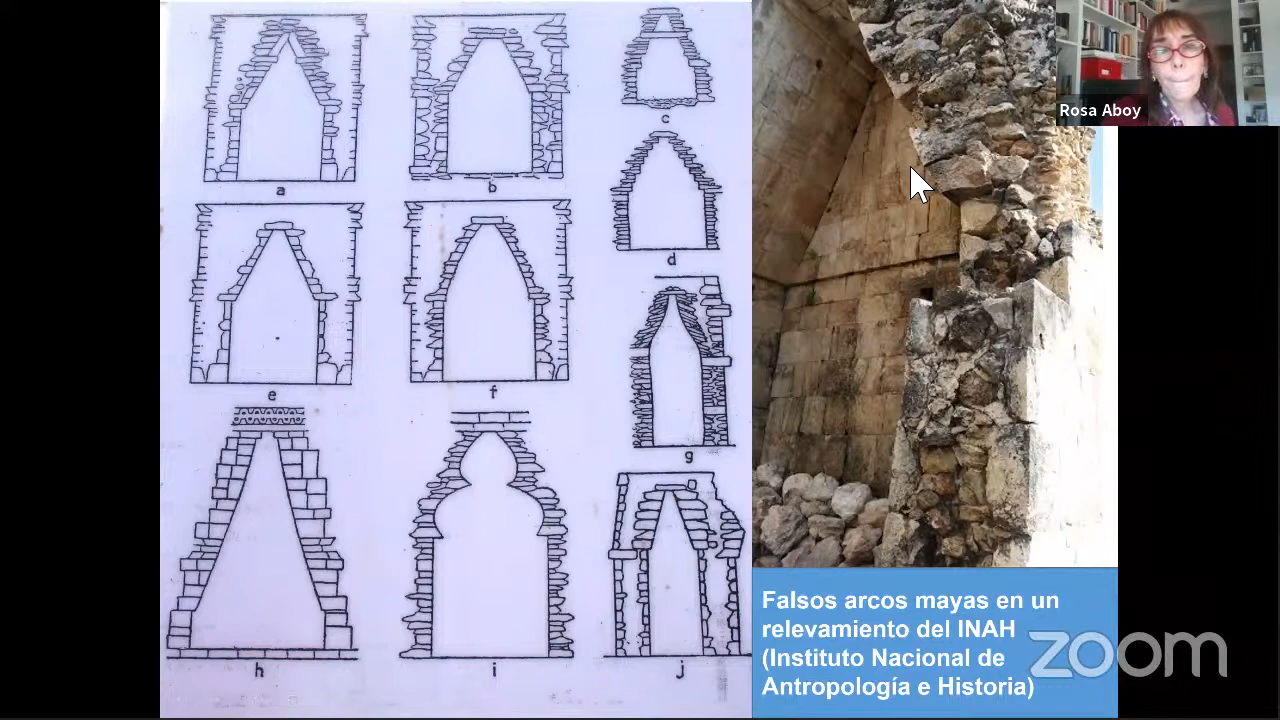 a
b
c
d
e
f
g
h
i
j
Rosa Aboy
Falsos arcos mayas en un
relevamiento del INAH
(Instituto Nacional de
Antropología e Historia)
zoom